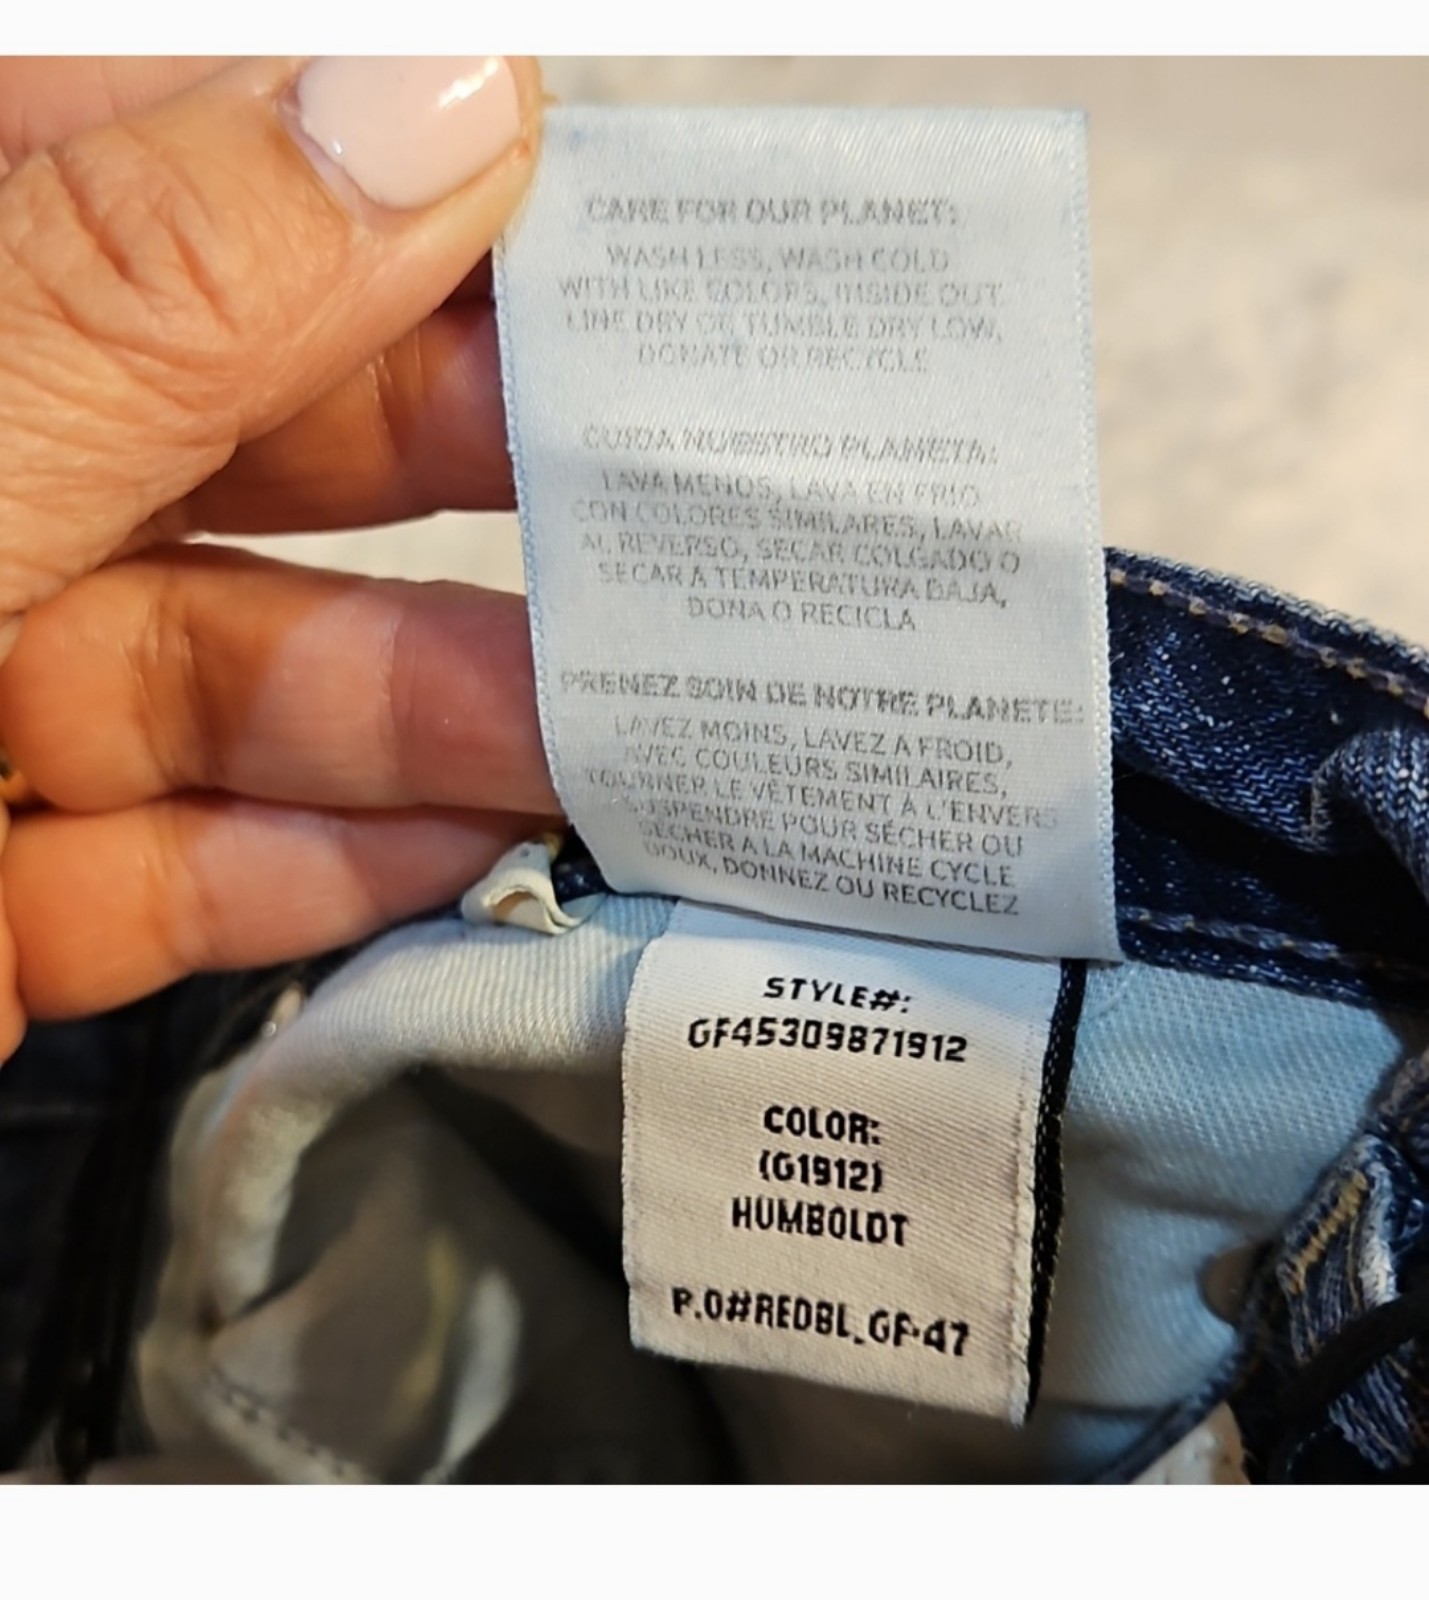 CARE FOR OUR PLANET:
WASH LESS, WASH COLD
WITH LIKE COLORS, INSIDE OUT
LINE DRY OR TUMBLE DRY LOW,
DONATE OR RECYCLE
CUIDA NUESTRO PLANETA:
LAVA MENOS, LAVA EN FRIO
CON COLORES SIMILARES, LAVAR
AL REVERSO, SECAR COLGADO O
SECAR A TEMPERATURA BAJA,
DONA O RECICLA
PRENEZ SOIN DE NOTRE PLANETE:
LAVEZ MOINS, LAVEZ A FROID,
AVEC COULEURS SIMILAIRES,
TOURNER LE VÊTEMENT À L'ENVERS
SUSPENDRE POUR SÉCHER OU
SECHER A LA MACHINE CYCLE
DOUX, DONNEZ OU RECYCLEZ
STYLE#:
GF45309871912
COLOR:
(G1912)
HUMBOLDT
P.O#REDBL_GF-47